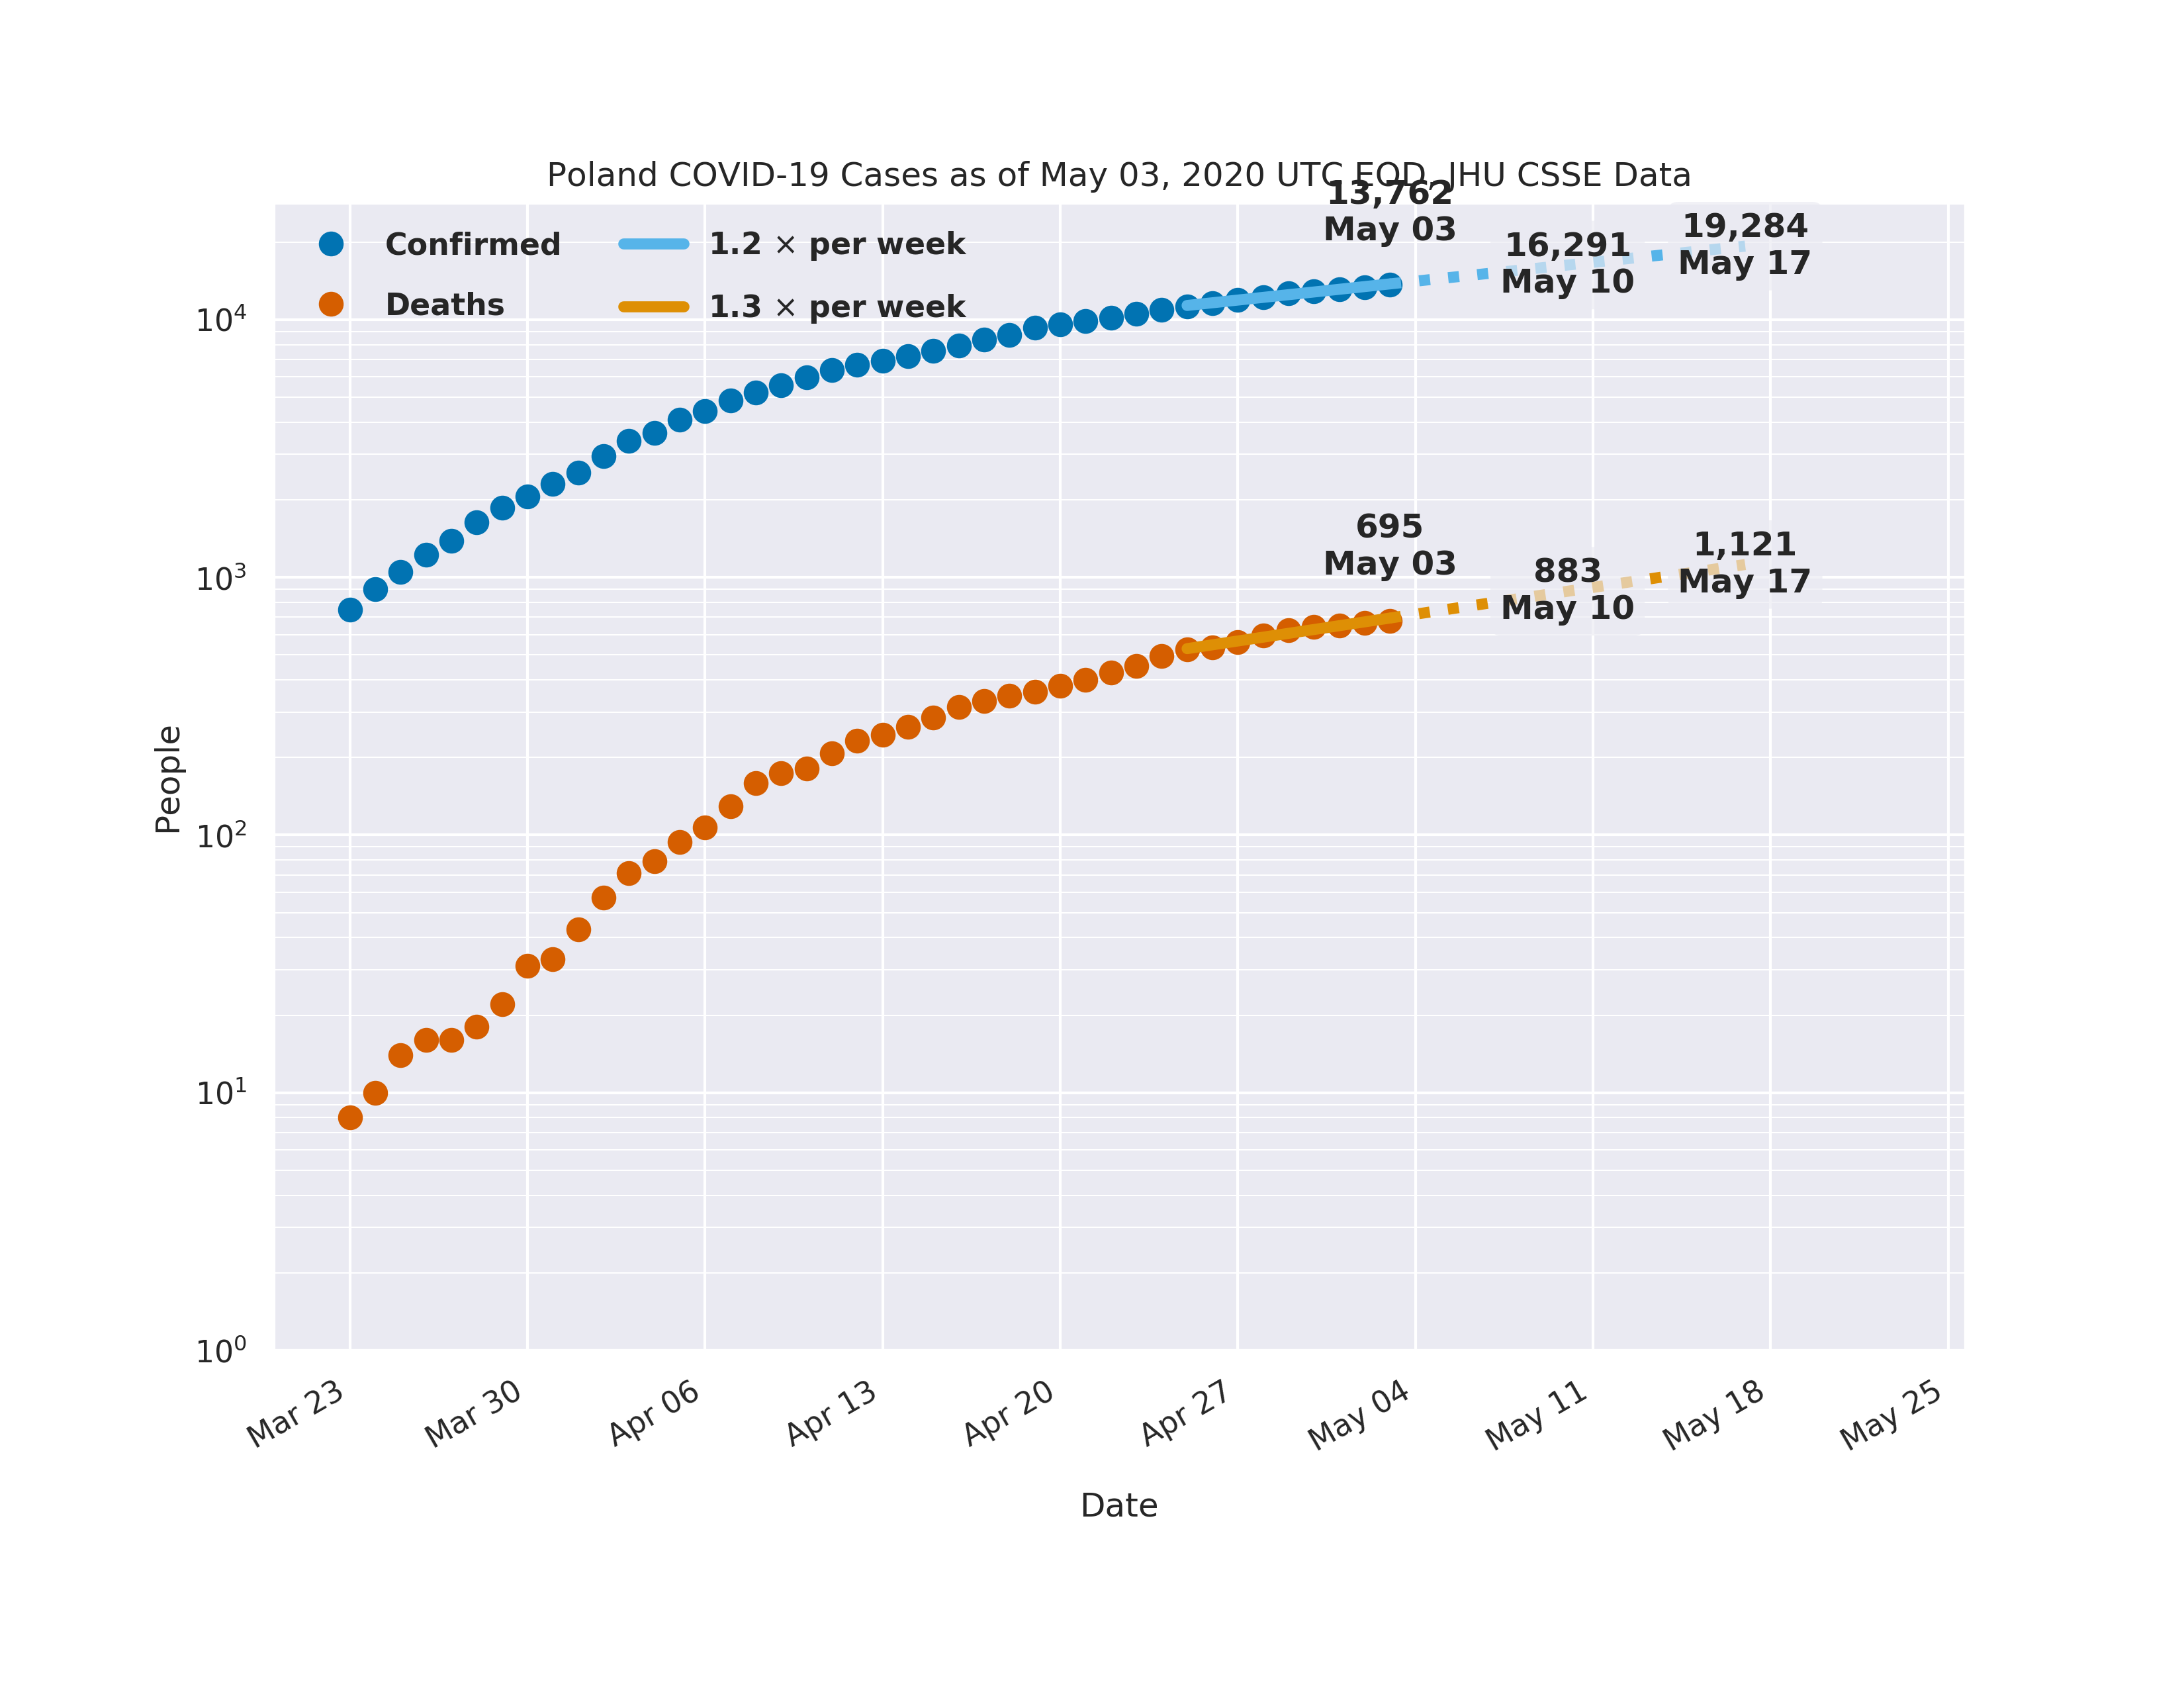 Poland COVID-19 Cases as of May 03, 2020 UTC EOD, JHU CSSE Data
13,762
May 03
16,291
May 10
19,284
May 17
Confirmed
Deaths
1.2 × per week
1.3 × per week
695
May 03
883
May 10
1,121
May 17
People
10⁴
10³
10²
10¹
10⁰
Mar 23
Mar 30
Apr 06
Apr 13
Apr 20
Apr 27
May 04
May 11
May 18
May 25
Date